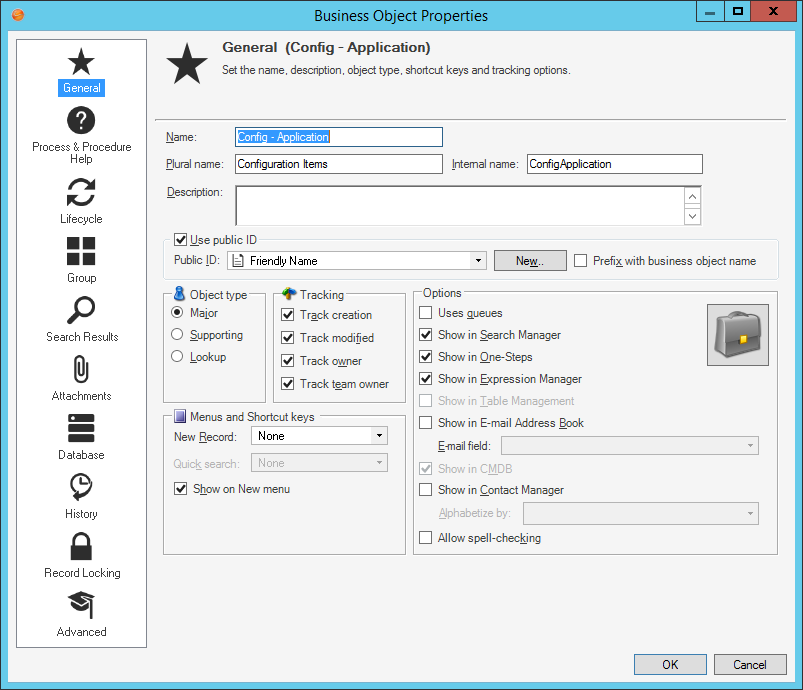 Business Object Properties
General
Process & Procedure
Help
Lifecycle
Group
Search Results
Attachments
Database
History
Record Locking
Advanced
General (Config - Application)
Set the name, description, object type, shortcut keys and tracking options.
Name: Config - Application
Plural name: Configuration Items Internal name: ConfigApplication
Description:
Use public ID
Public ID: Friendly Name New.. Prefix with business object name
Object type
Major
Supporting
Lookup
Tracking
Track creation
Track modified
Track owner
Track team owner
Menus and Shortcut keys
New Record: None
Quick search: None
Show on New menu
Options
Uses queues
Show in Search Manager
Show in One-Steps
Show in Expression Manager
Show in Table Management
Show in E-mail Address Book
E-mail field:
Show in CMDB
Show in Contact Manager
Alphabetize by:
Allow spell-checking
OK Cancel